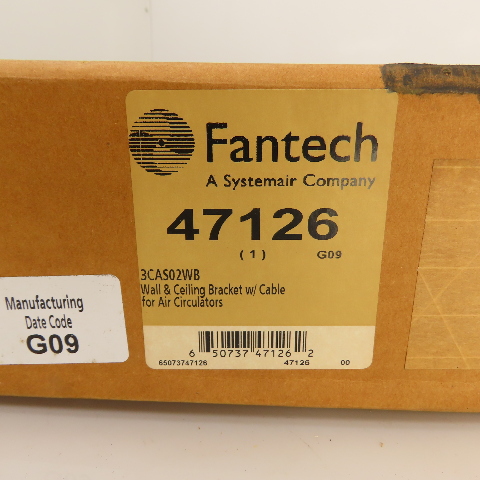 Fantech
A Systemair Company
47126
(1) G09
3CAS02WB
Wall & Ceiling Bracket w/ Cable
for Air Circulators
6 50737 47126 2
65073747126 47126 00
Manufacturing
Date Code
G09